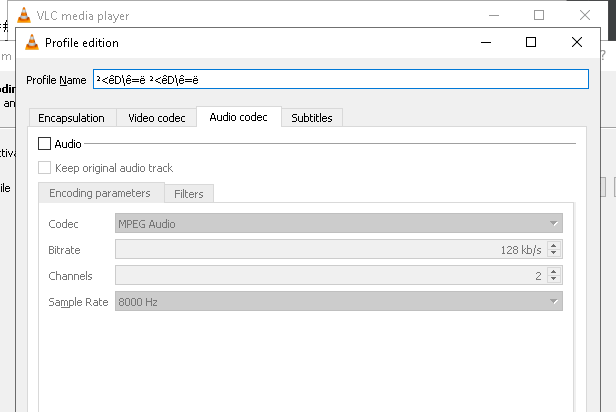 VLC media player
Profile edition
Profile Name ²<êD\ê=ë ²<êD\ê=ë
Encapsulation Video codec Audio codec Subtitles
Audio
Keep original audio track
Encoding parameters Filters
Codec MPEG Audio
Bitrate 128 kb/s
Channels 2
Sample Rate 8000 Hz